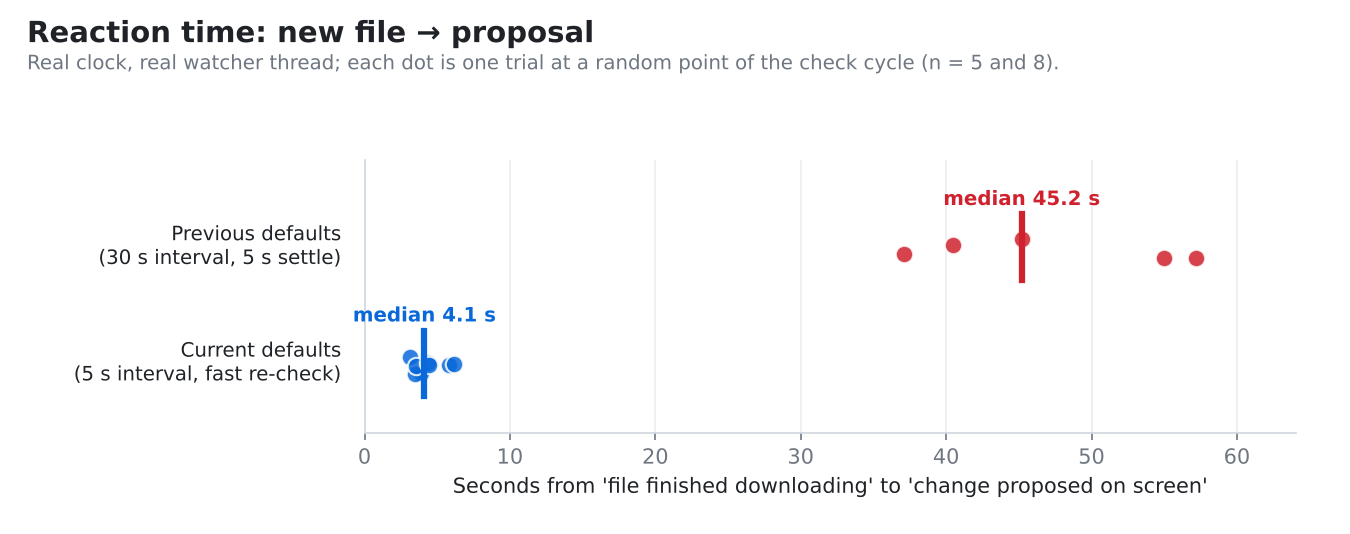 Reaction time: new file → proposal
Real clock, real watcher thread; each dot is one trial at a random point of the check cycle (n = 5 and 8).
median 45.2 s
Previous defaults
(30 s interval, 5 s settle)
median 4.1 s
Current defaults
(5 s interval, fast re-check)
0 10 20 30 40 50 60
Seconds from 'file finished downloading' to 'change proposed on screen'